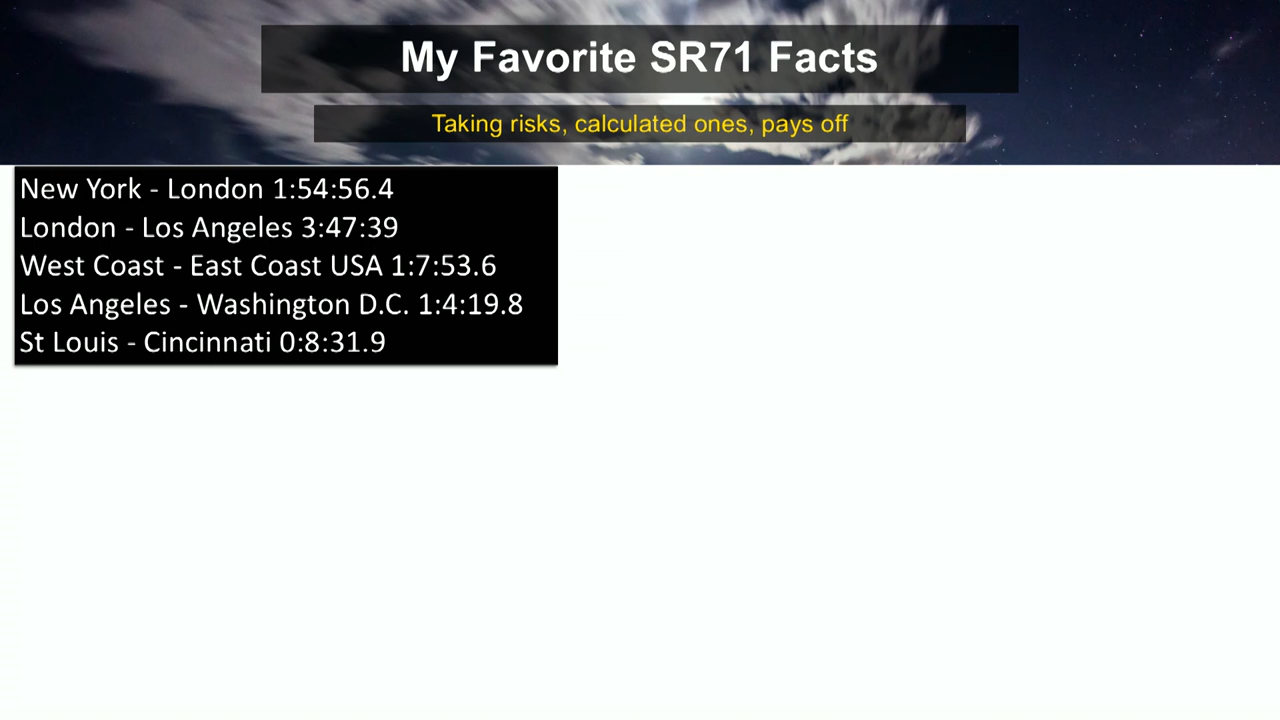 My Favorite SR71 Facts
Taking risks, calculated ones, pays off
New York - London 1:54:56.4
London - Los Angeles 3:47:39
West Coast - East Coast USA 1:7:53.6
Los Angeles - Washington D.C. 1:4:19.8
St Louis - Cincinnati 0:8:31.9